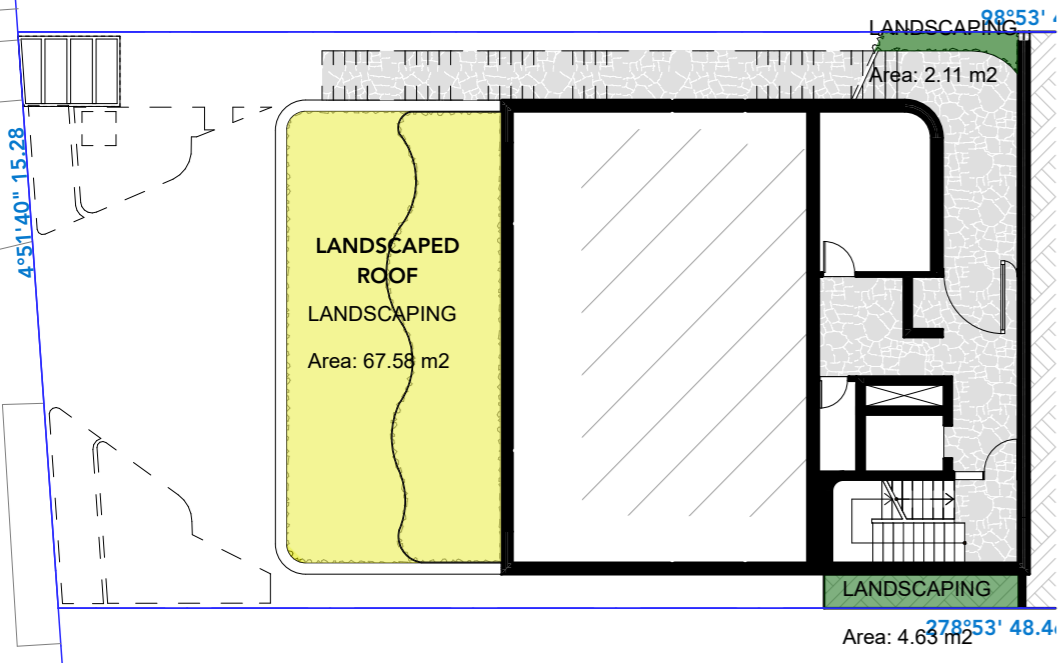 98°53' 4
LANDSCAPING
Area: 2.11 m2
4°51'40" 15.28
LANDSCAPED
ROOF
LANDSCAPING
Area: 67.58 m2
LANDSCAPING
278°53' 48.4
Area: 4.63 m2